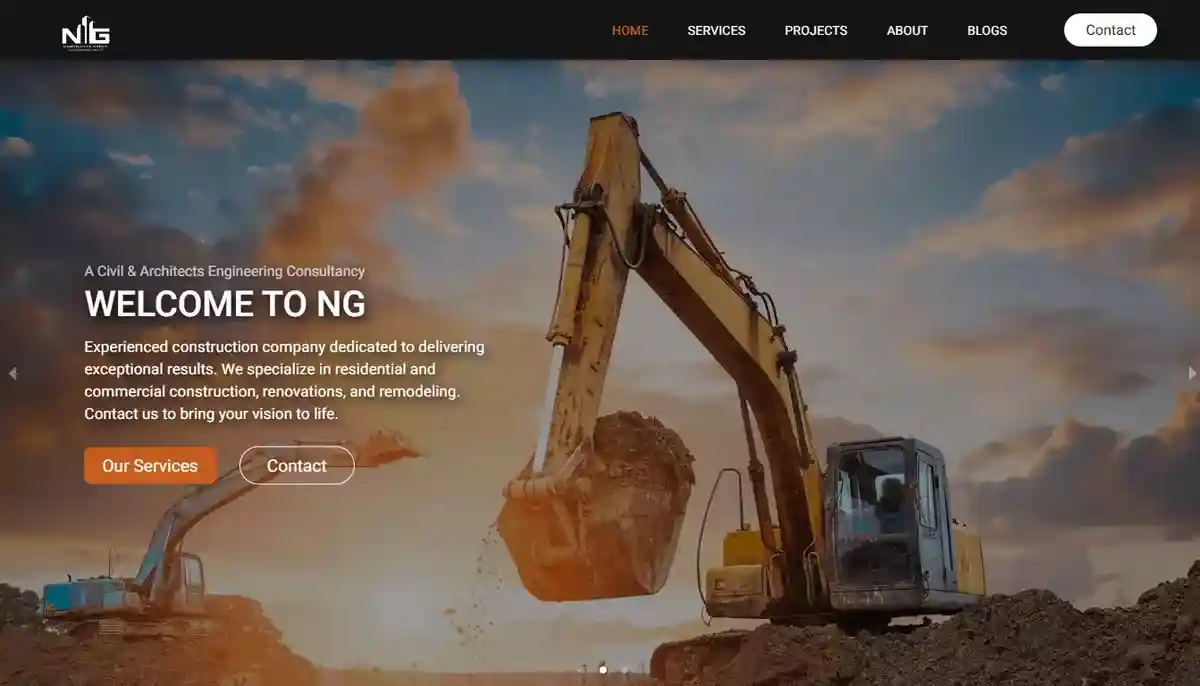 NG
HOME
SERVICES
PROJECTS
ABOUT
BLOGS
Contact
A Civil & Architects Engineering Consultancy
WELCOME TO NG
Experienced construction company dedicated to delivering
exceptional results. We specialize in residential and
commercial construction, renovations, and remodeling.
Contact us to bring your vision to life.
Our Services
Contact